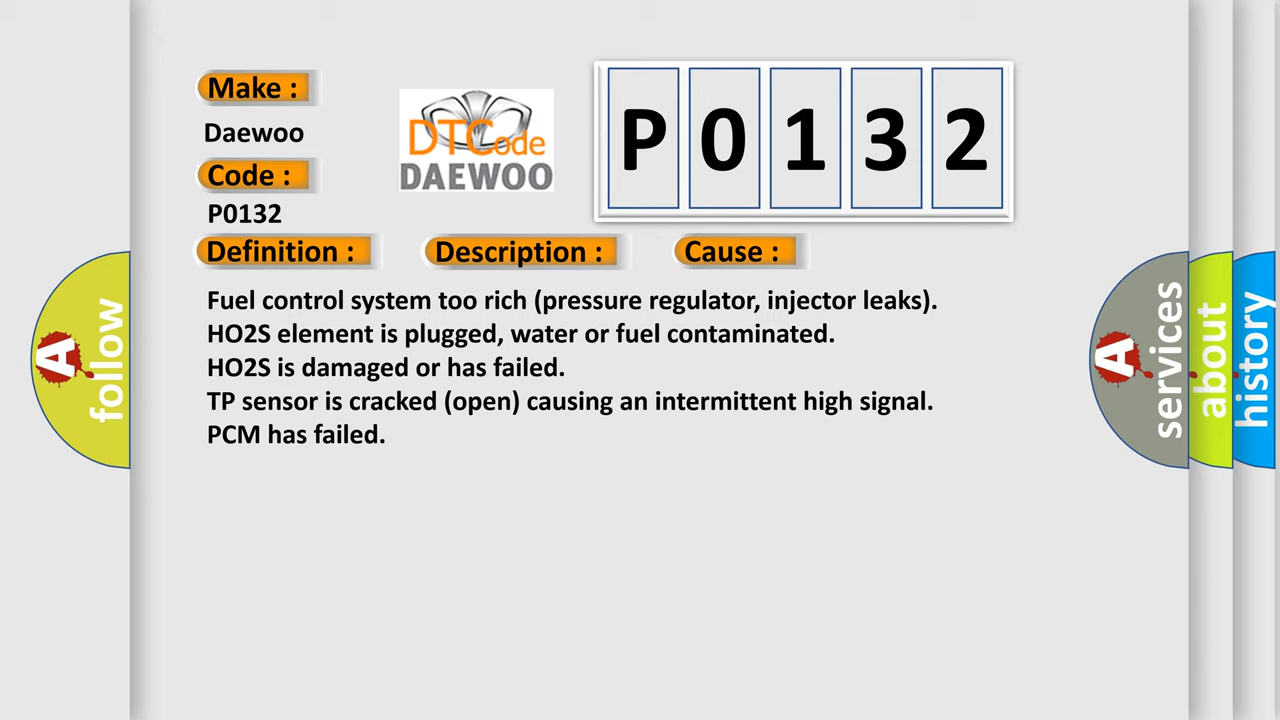 Make :
Daewoo
Code :
P0132
DTCode
DAEWOO
P 0 1 3 2
Definition :
Description :
Cause :
Fuel control system too rich (pressure regulator, injector leaks).
HO2S element is plugged, water or fuel contaminated.
HO2S is damaged or has failed.
TP sensor is cracked (open) causing an intermittent high signal.
PCM has failed.
A
follow
A
services
about
history